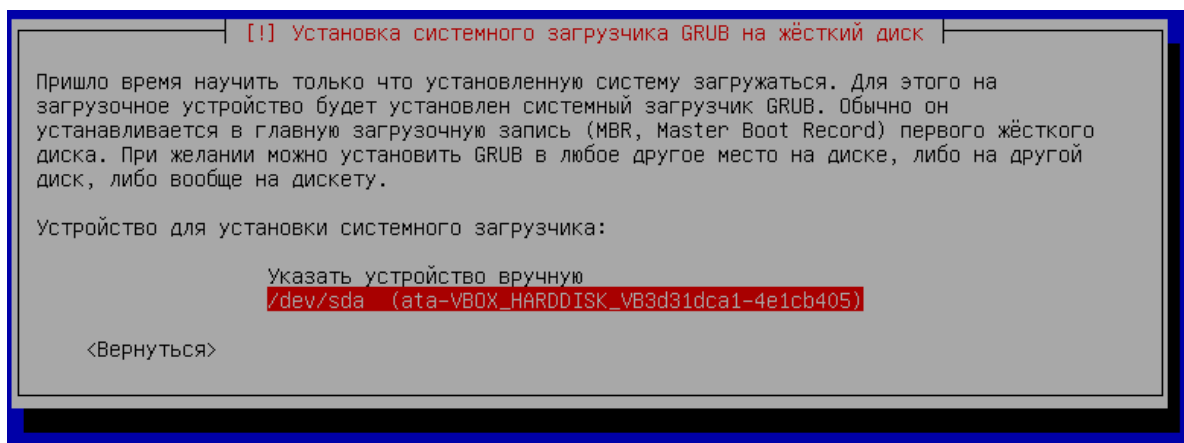 [!] Установка системного загрузчика GRUB на жёсткий диск
Пришло время научить только что установленную систему загружаться. Для этого на
загрузочное устройство будет установлен системный загрузчик GRUB. Обычно он
устанавливается в главную загрузочную запись (MBR, Master Boot Record) первого жёсткого
диска. При желании можно установить GRUB в любое другое место на диске, либо на другой
диск, либо вообще на дискету.
Устройство для установки системного загрузчика:
Указать устройство вручную
/dev/sda (ata-VBOX_HARDDISK_VB3d31dca1-4e1cb405)
<Вернуться>